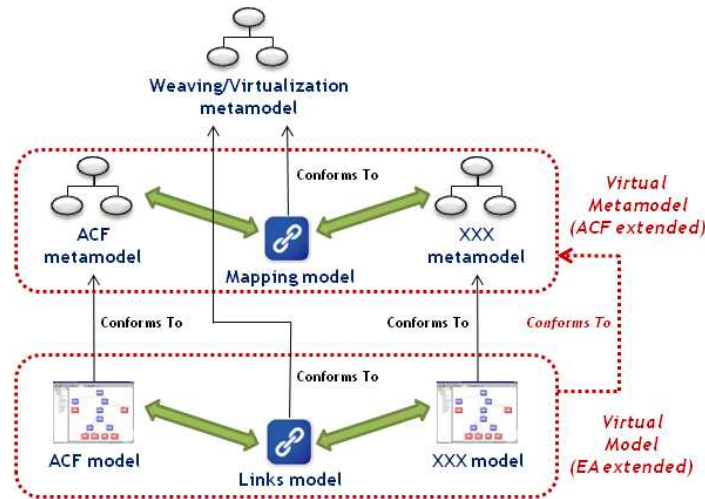 Weaving/Virtualization
metamodel
Conforms To
ACF
metamodel
Mapping model
XXX
metamodel
Virtual
Metamodel
(ACF extended)
Conforms To
Conforms To
Conforms To
Conforms To
ACF model
Links model
XXX model
Virtual
Model
(EA extended)